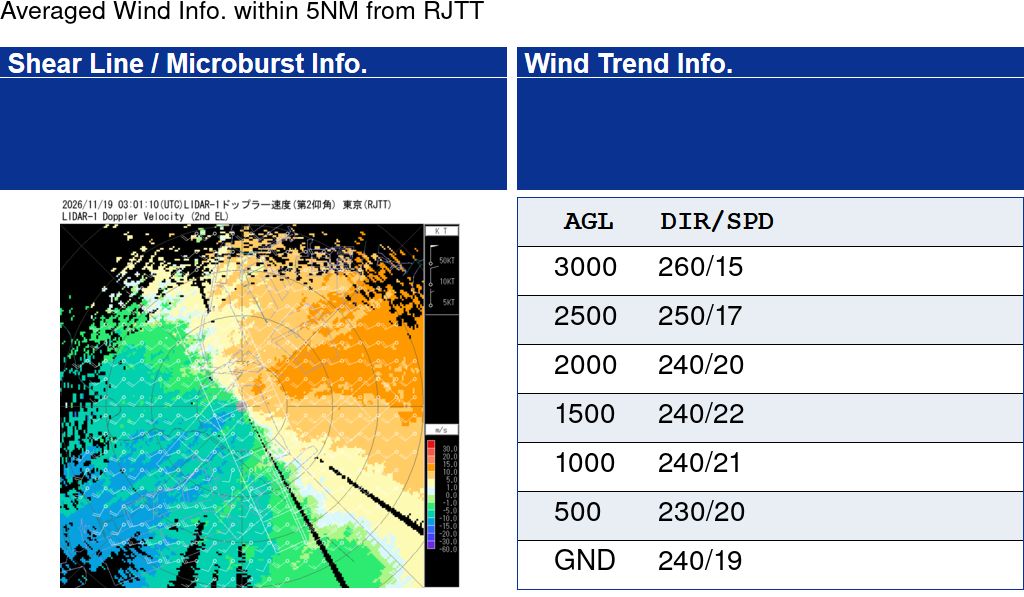 Averaged Wind Info. within 5NM from RJTT
Shear Line / Microburst Info.
Wind Trend Info.
2026/11/19 03:01:10(UTC)LIDAR-1ドップラー速度(第2仰角) 東京(RJTT)
LIDAR-1 Doppler Velocity (2nd EL)
KT
50KT
10KT
5KT
m/s
30.0
20.0
15.0
10.0
5.0
1.0
0.0
-1.0
-5.0
-10.0
-15.0
-20.0
-30.0
-60.0
AGL DIR/SPD
3000 260/15
2500 250/17
2000 240/20
1500 240/22
1000 240/21
500 230/20
GND 240/19